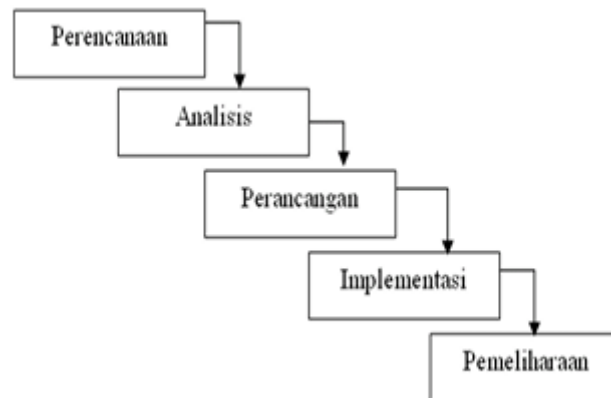 Perencanaan
Analisis
Perancangan
Implementasi
Pemeliharaan